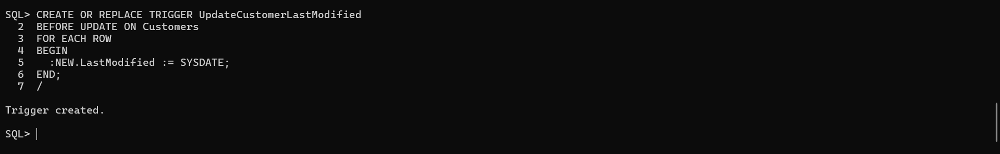 SQL> CREATE OR REPLACE TRIGGER UpdateCustomerLastModified
  2  BEFORE UPDATE ON Customers
  3  FOR EACH ROW
  4  BEGIN
  5    :NEW.LastModified := SYSDATE;
  6  END;
  7  /
Trigger created.
SQL>